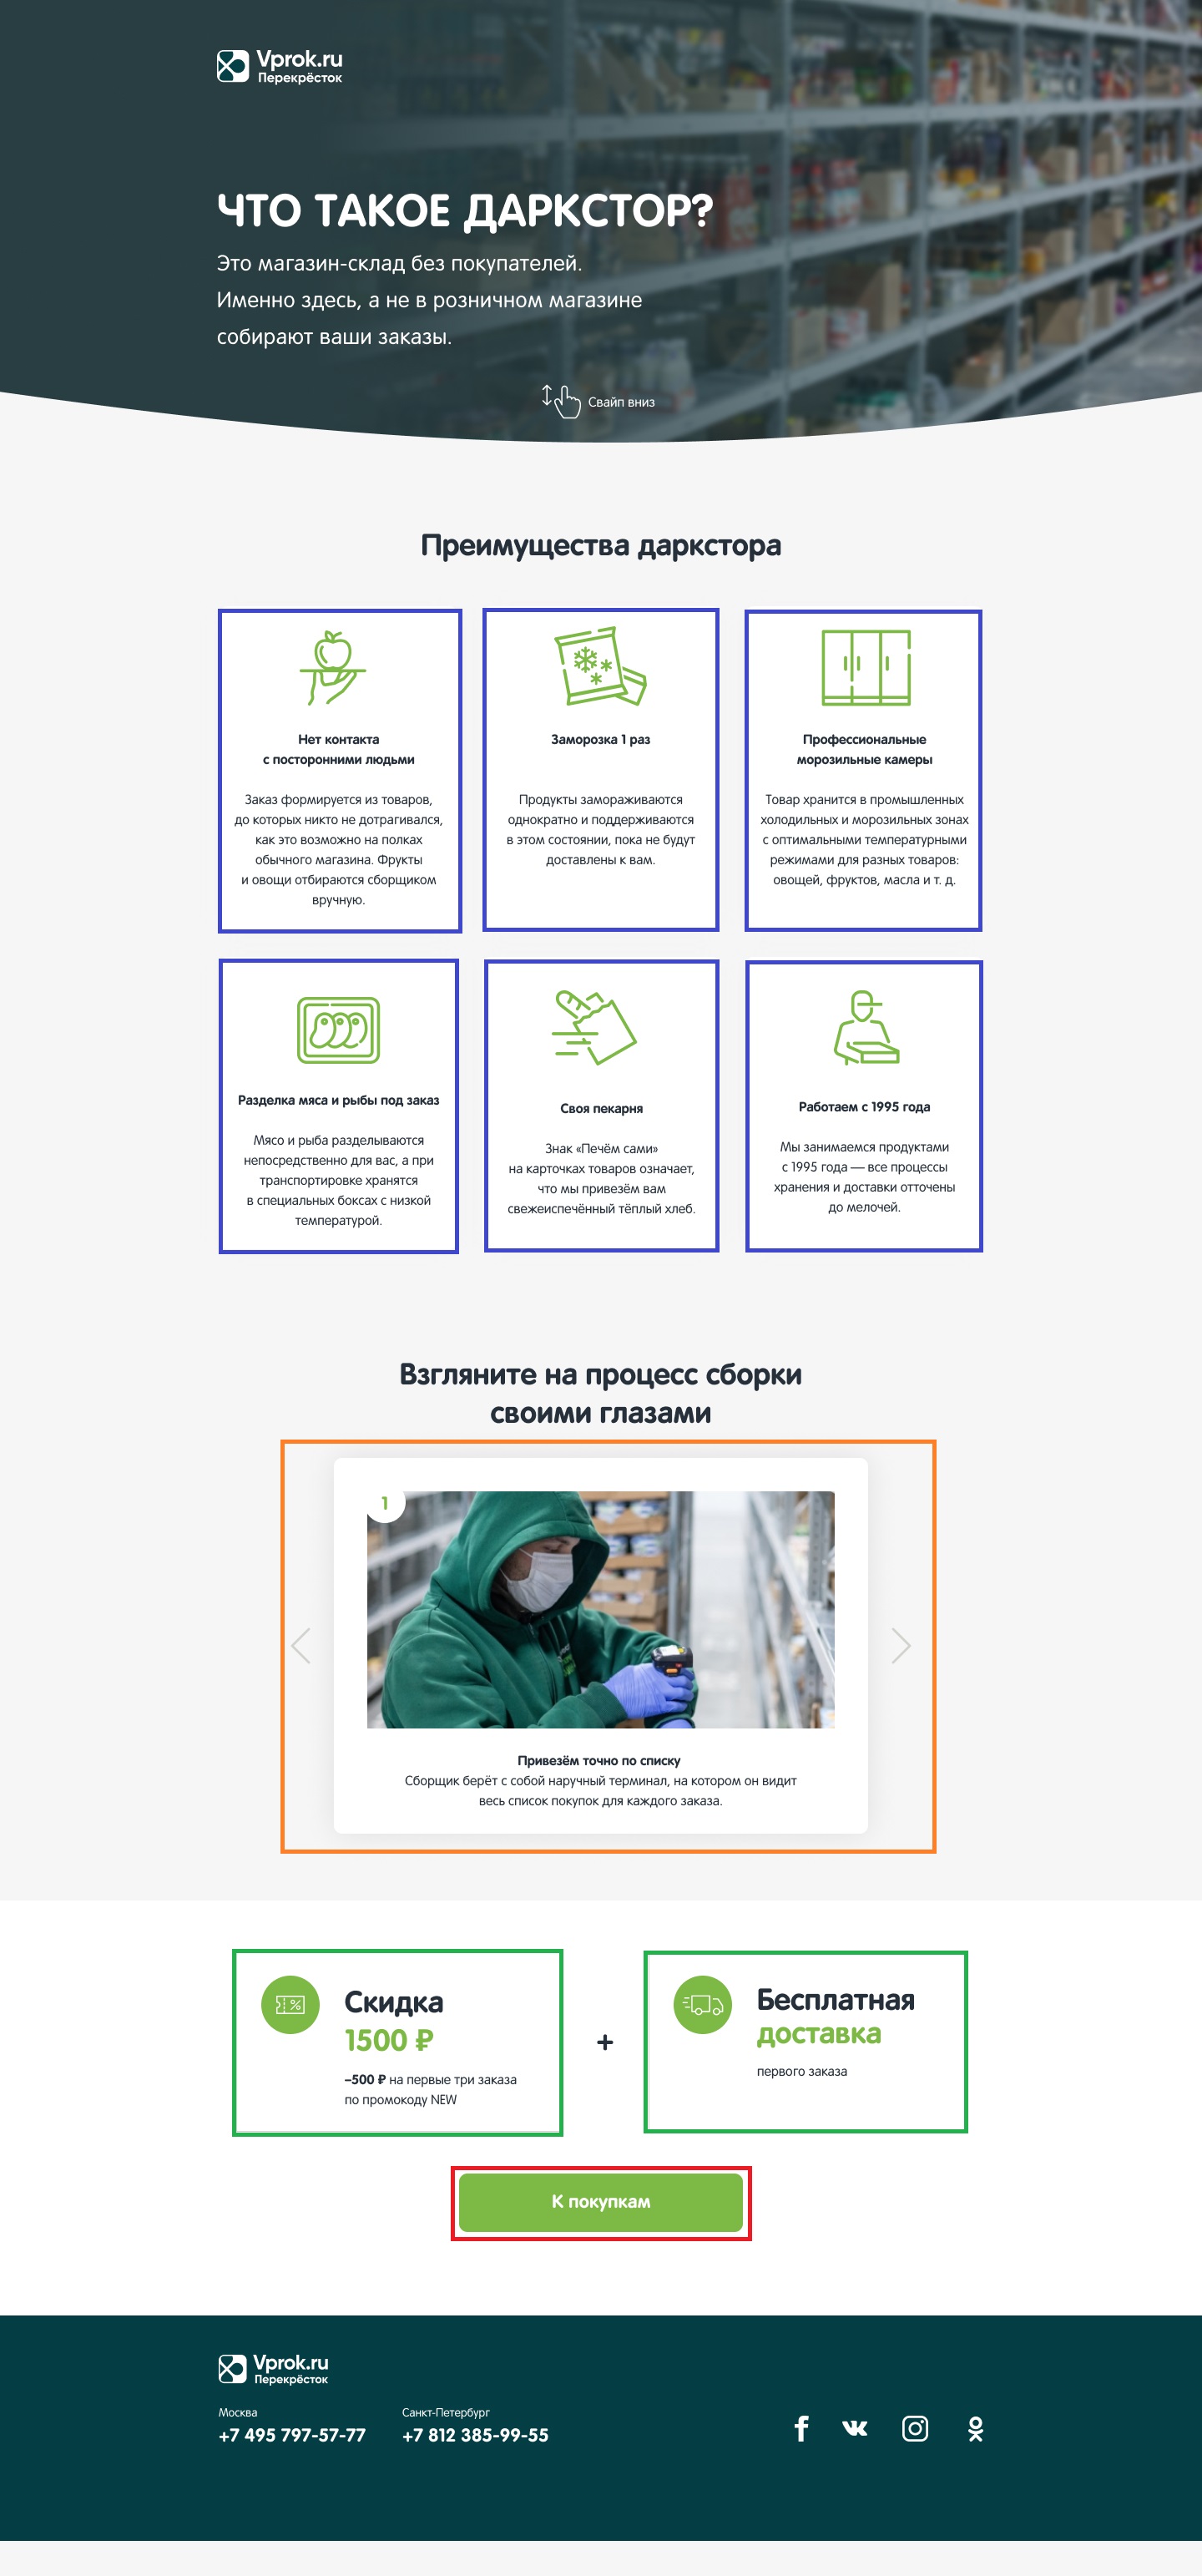 Vprok.ru
Перекрёсток
ЧТО ТАКОЕ ДАРКСТОР?
Это магазин-склад без покупателей.
Именно здесь, а не в розничном магазине
собирают ваши заказы.
Свайп вниз
Преимущества даркстора
Нет контакта
с посторонними людьми
Заказ формируется из товаров,
до которых никто не дотрагивался,
как это возможно на полках
обычного магазина. Фрукты
и овощи отбираются сборщиком
вручную.
Заморозка 1 раз
Продукты замораживаются
однократно и поддерживаются
в этом состоянии, пока не будут
доставлены к вам.
Профессиональные
морозильные камеры
Товар хранится в промышленных
холодильных и морозильных зонах
с оптимальными температурными
режимами для разных товаров:
овощей, фруктов, масла и т. д.
Разделка мяса и рыбы под заказ
Мясо и рыба разделываются
непосредственно для вас, а при
транспортировке хранятся
в специальных боксах с низкой
температурой.
Своя пекарня
Знак «Печём сами»
на карточках товаров означает,
что мы привезём вам
свежеиспечённый тёплый хлеб.
Работаем с 1995 года
Мы занимаемся продуктами
с 1995 года — все процессы
хранения и доставки отточены
до мелочей.
Взгляните на процесс сборки
своими глазами
1
Привезём точно по списку
Сборщик берёт с собой наручный терминал, на котором он видит
весь список покупок для каждого заказа.
Скидка
1500 ₽
–500 ₽ на первые три заказа
по промокоду NEW
+
Бесплатная
доставка
первого заказа
К покупкам
Vprok.ru
Перекрёсток
Москва
+7 495 797-57-77
Санкт-Петербург
+7 812 385-99-55